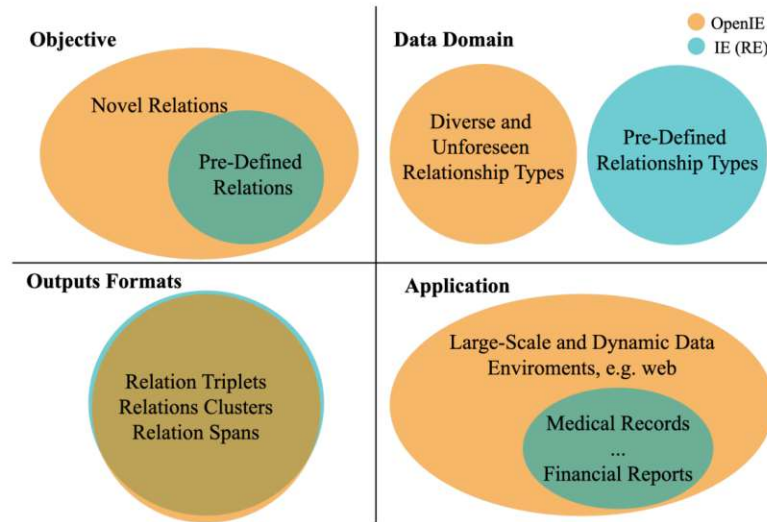 OpenIE
IE (RE)
Objective
Novel Relations
Pre-Defined
Relations
Data Domain
Diverse and
Unforeseen
Relationship Types
Pre-Defined
Relationship Types
Outputs Formats
Relation Triplets
Relations Clusters
Relation Spans
Application
Large-Scale and Dynamic Data
Enviroments, e.g. web
Medical Records
...
Financial Reports